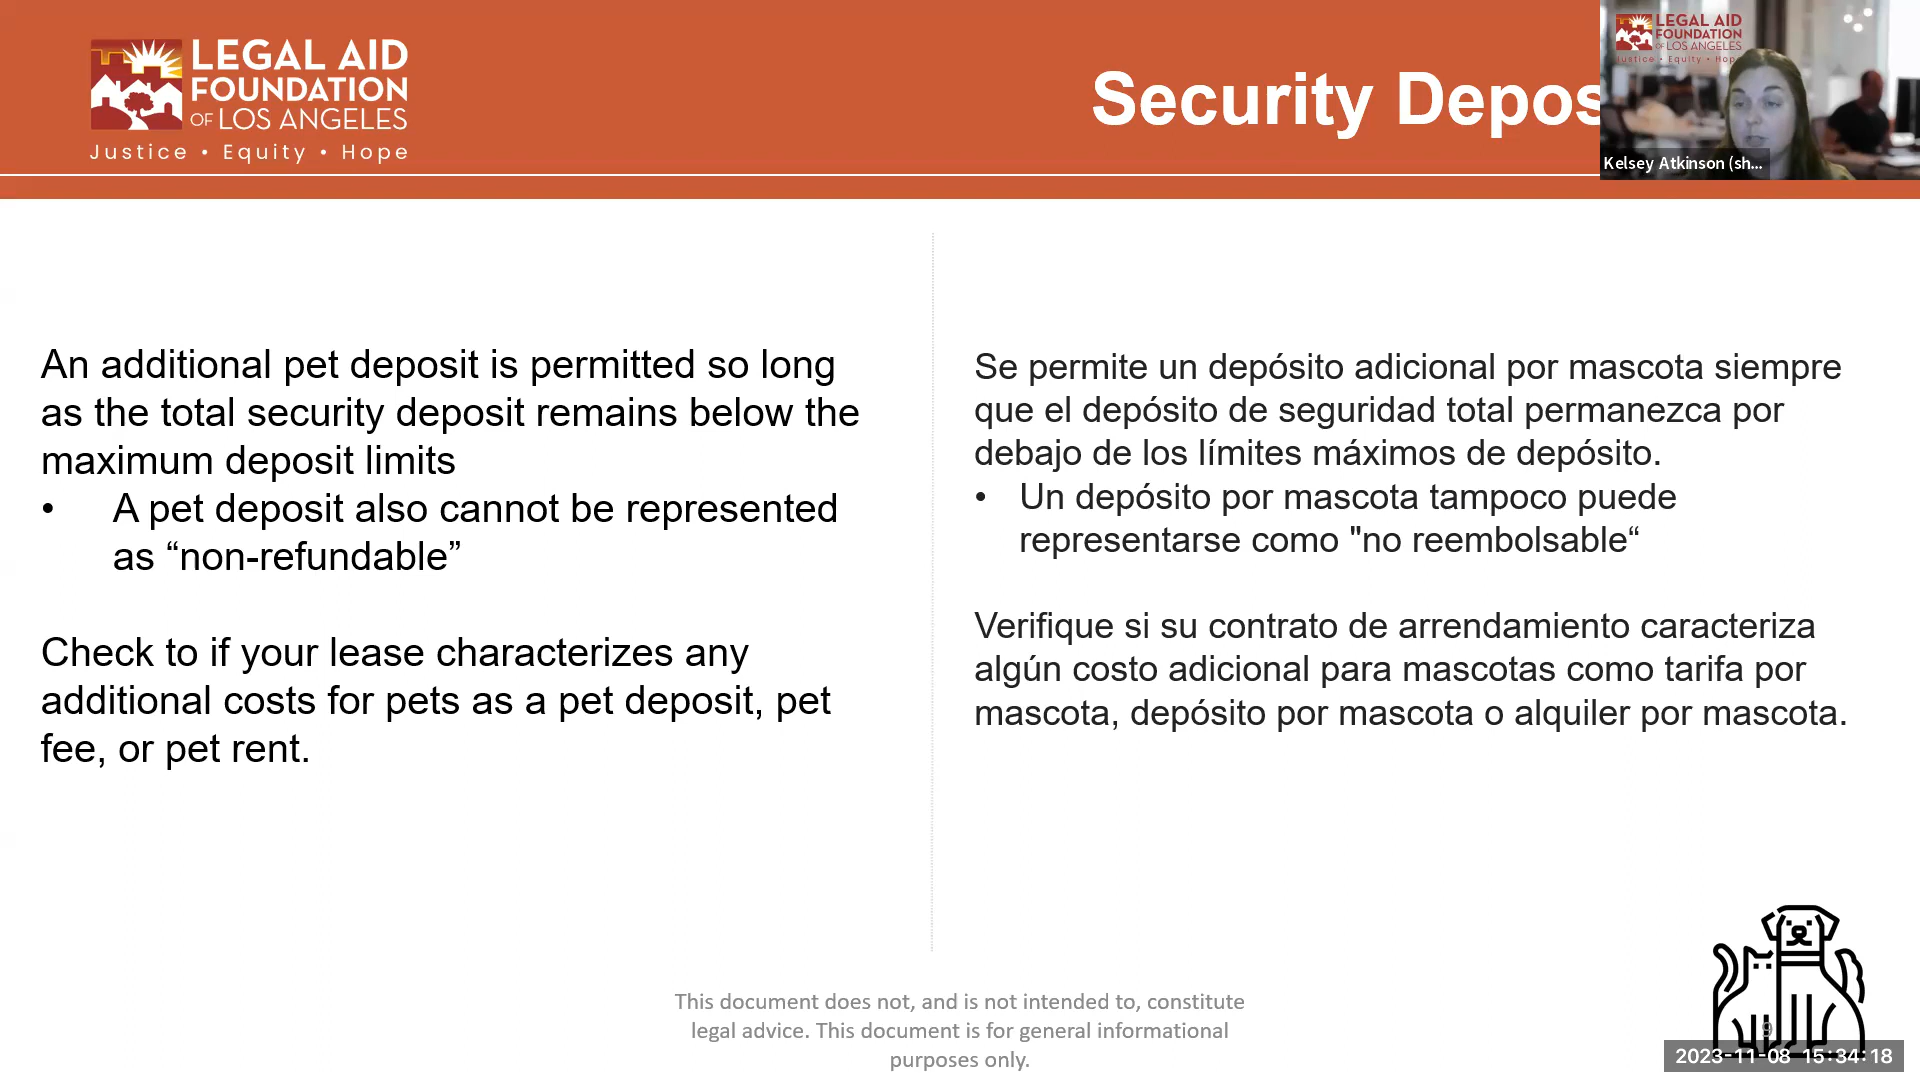 LEGAL AID
FOUNDATION
OF LOS ANGELES
Justice • Equity • Hope
Security Depos
LEGAL AID
FOUNDATION
OF LOS ANGELES
Justice • Equity • Hop
Kelsey Atkinson (sh...
An additional pet deposit is permitted so long
as the total security deposit remains below the
maximum deposit limits
• A pet deposit also cannot be represented
as “non-refundable”
Check to if your lease characterizes any
additional costs for pets as a pet deposit, pet
fee, or pet rent.
Se permite un depósito adicional por mascota siempre
que el depósito de seguridad total permanezca por
debajo de los límites máximos de depósito.
• Un depósito por mascota tampoco puede
representarse como "no reembolsable“
Verifique si su contrato de arrendamiento caracteriza
algún costo adicional para mascotas como tarifa por
mascota, depósito por mascota o alquiler por mascota.
This document does not, and is not intended to, constitute
legal advice. This document is for general informational
purposes only.
9
2023-11-08 15:34:18